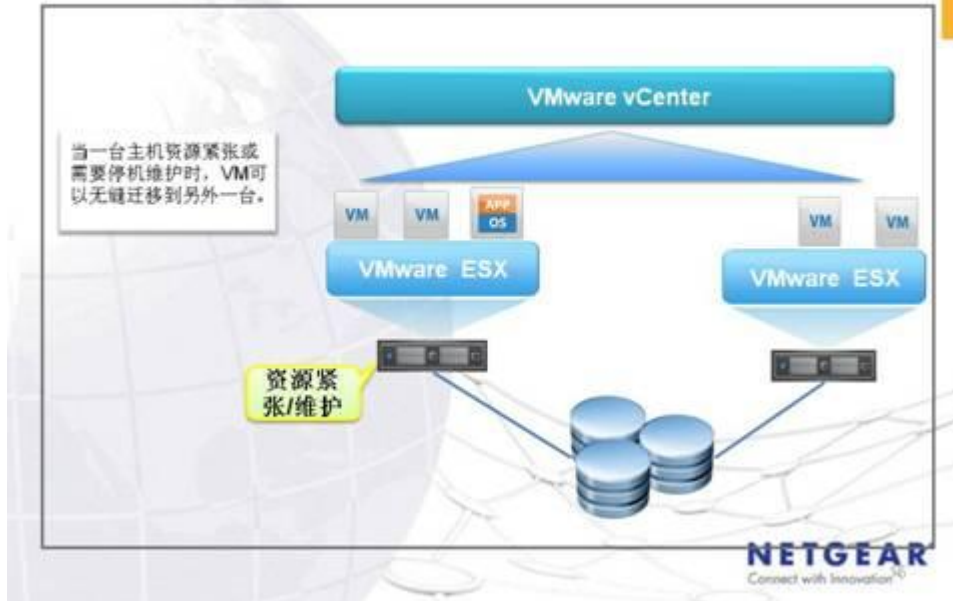 VMware vCenter
当一台主机资源紧张或
需要停机维护时，VM可
以无缝迁移到另外一台。
VM
VM
APP
OS
VM
VM
VMware ESX
VMware ESX
资源紧
张/维护
NETGEAR
Connect with Innovation